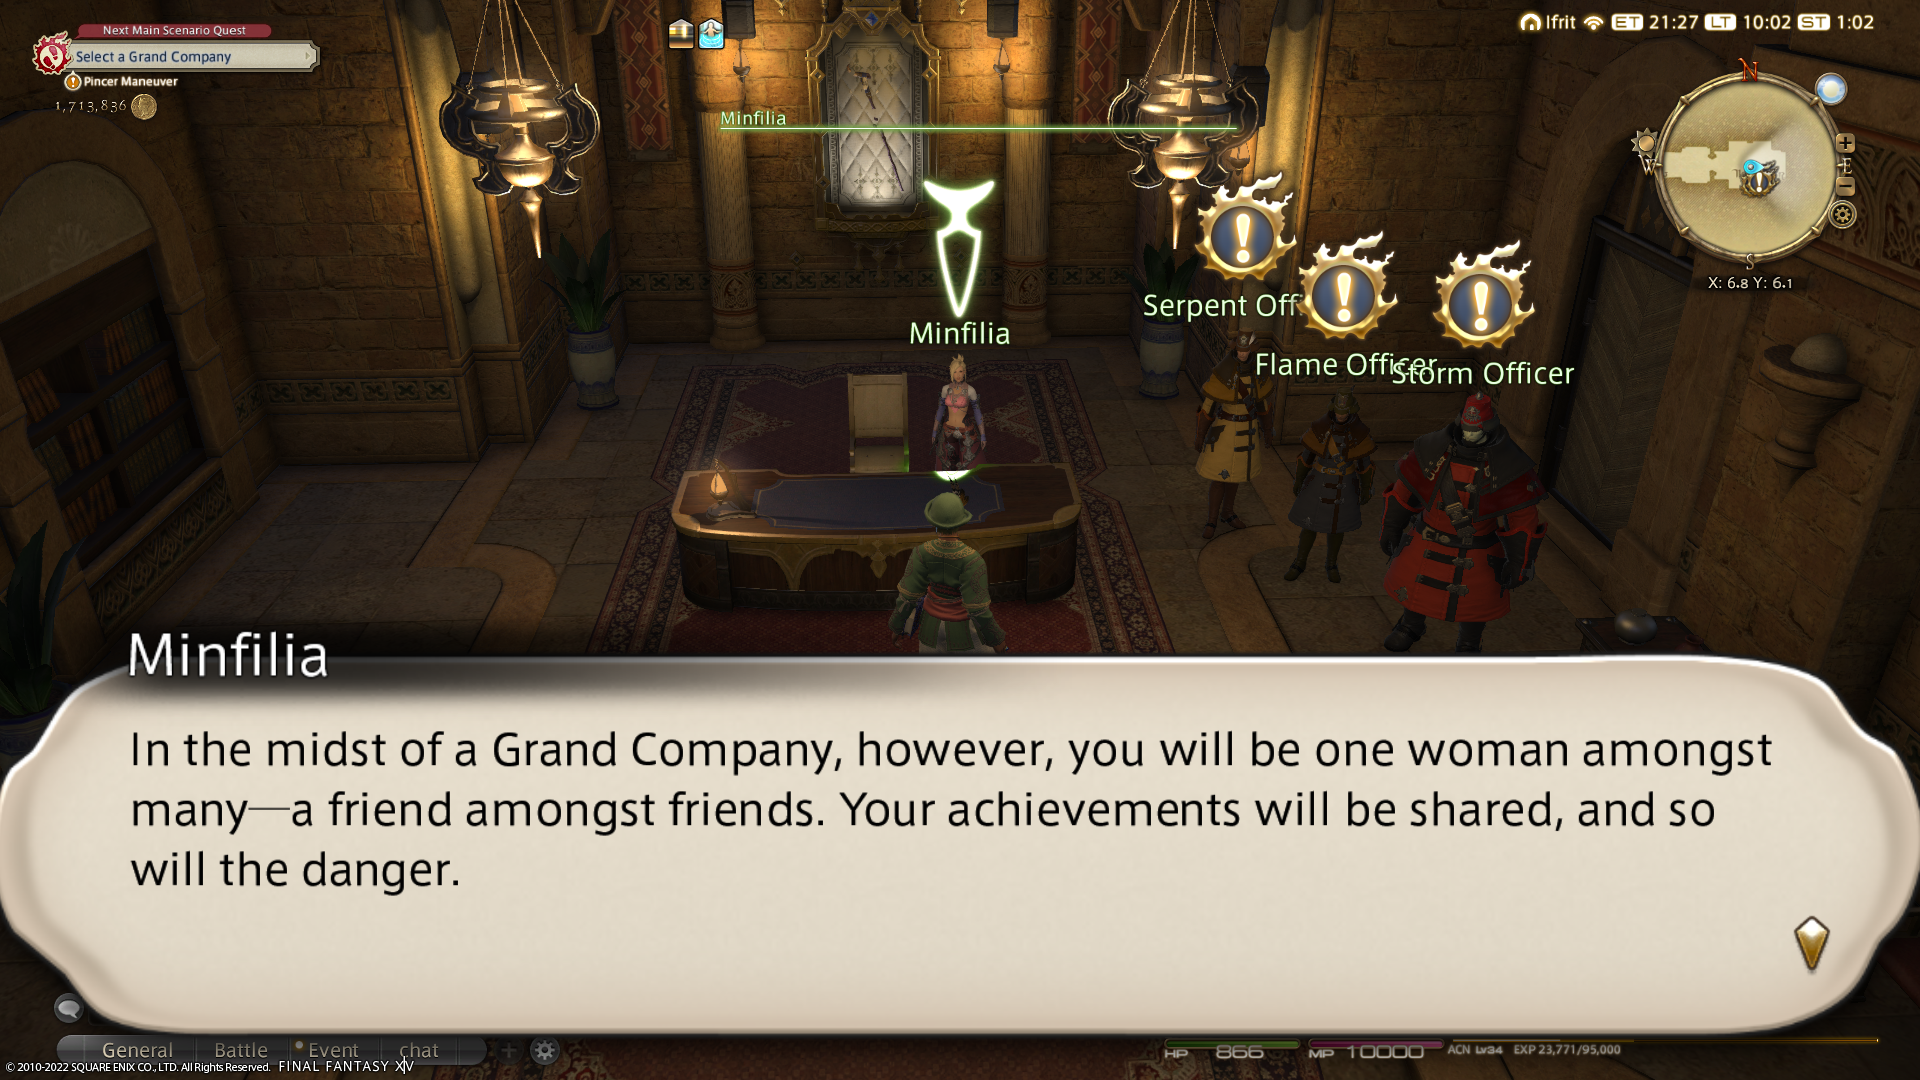 Next Main Scenario Quest
Select a Grand Company
Pincer Maneuver
1,713,836
Ifrit ET 21:27 LT 10:02 ST 1:02
N
W
E
S
X: 6.8 Y: 6.1
Minfilia
Minfilia
Serpent Off
Flame Officer
Storm Officer
Minfilia
In the midst of a Grand Company, however, you will be one woman amongst
many—a friend amongst friends. Your achievements will be shared, and so
will the danger.
General Battle Event chat
HP 866 MP 10000 ACN Lv34 EXP 23,771/95,000
© 2010-2022 SQUARE ENIX CO., LTD. All Rights Reserved. FINAL FANTASY XIV